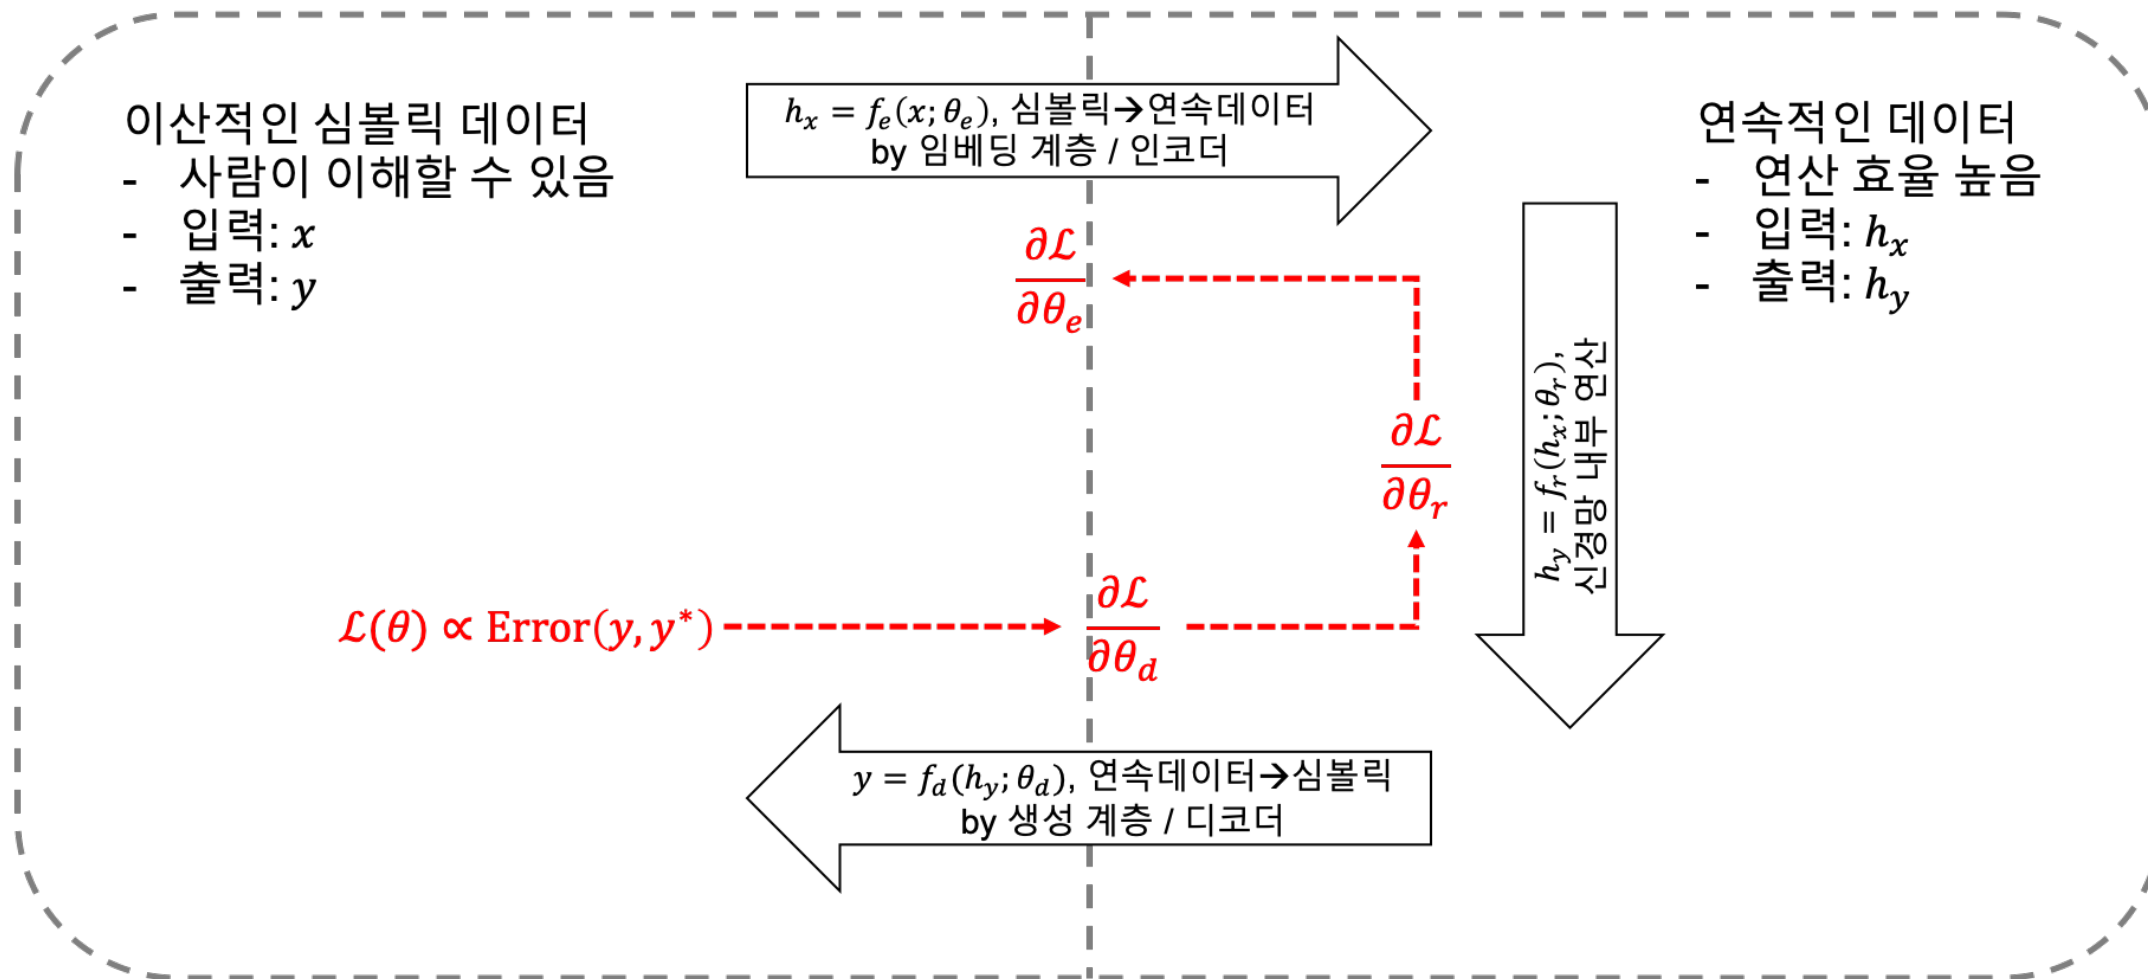 이산적인 심볼릭 데이터
- 사람이 이해할 수 있음
- 입력: x
- 출력: y
hₓ = fₑ(x; θₑ), 심볼릭→연속데이터
by 임베딩 계층 / 인코더
연속적인 데이터
- 연산 효율 높음
- 입력: h_x
- 출력: h_y
∂ℒ
∂θ_e
h_y = f_r(h_x; θ_r),
신경망 내부 연산
∂ℒ
∂θ_r
ℒ(θ) ∝ Error(y, y*)
∂ℒ
∂θ_d
y = f_d(h_y; θ_d), 연속데이터→심볼릭
by 생성 계층 / 디코더